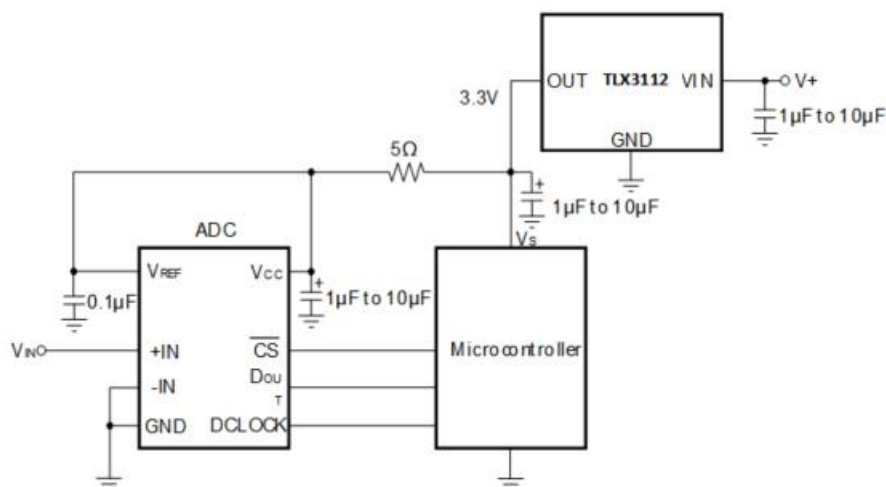 OUT TLX3112 VIN V+
3.3V
1μF to 10μF
GND
5Ω
+
1μF to 10μF
ADC
Vs
VREF VCC
+
0.1μF
1μF to 10μF
VIN +IN CS Microcontroller
-IN DOU
T
GND DCLOCK